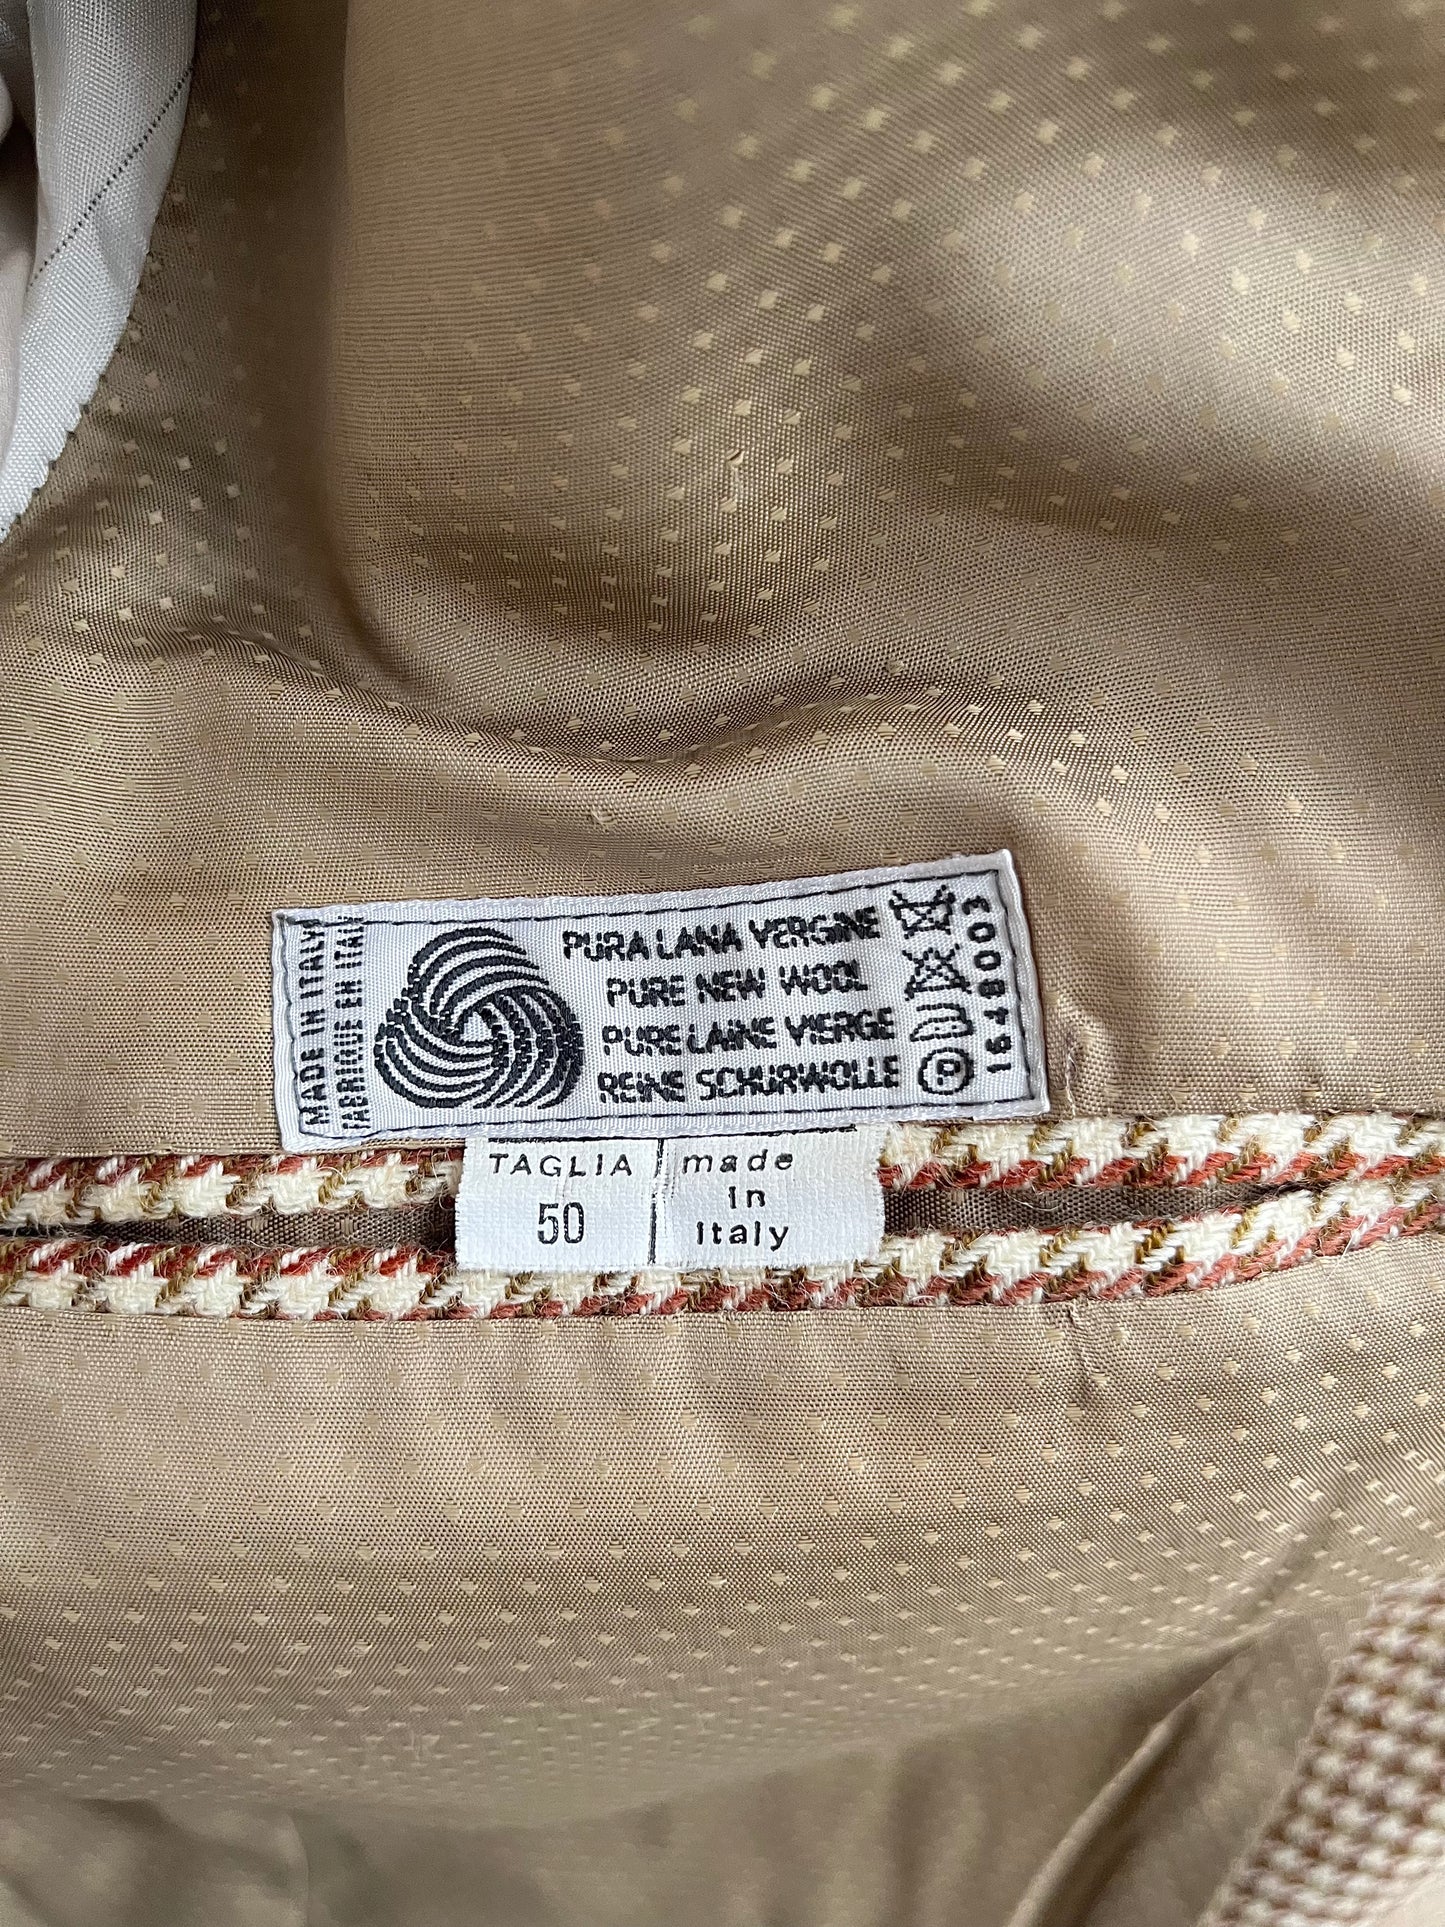 MADE IN ITALY
FABRIQUE EN ITALIE
PURA LANA VERGINE
PURE NEW WOOL
PURE LAINE VIERGE
REINE SCHURWOLLE
P
1648003
TAGLIA
50
made
in
Italy